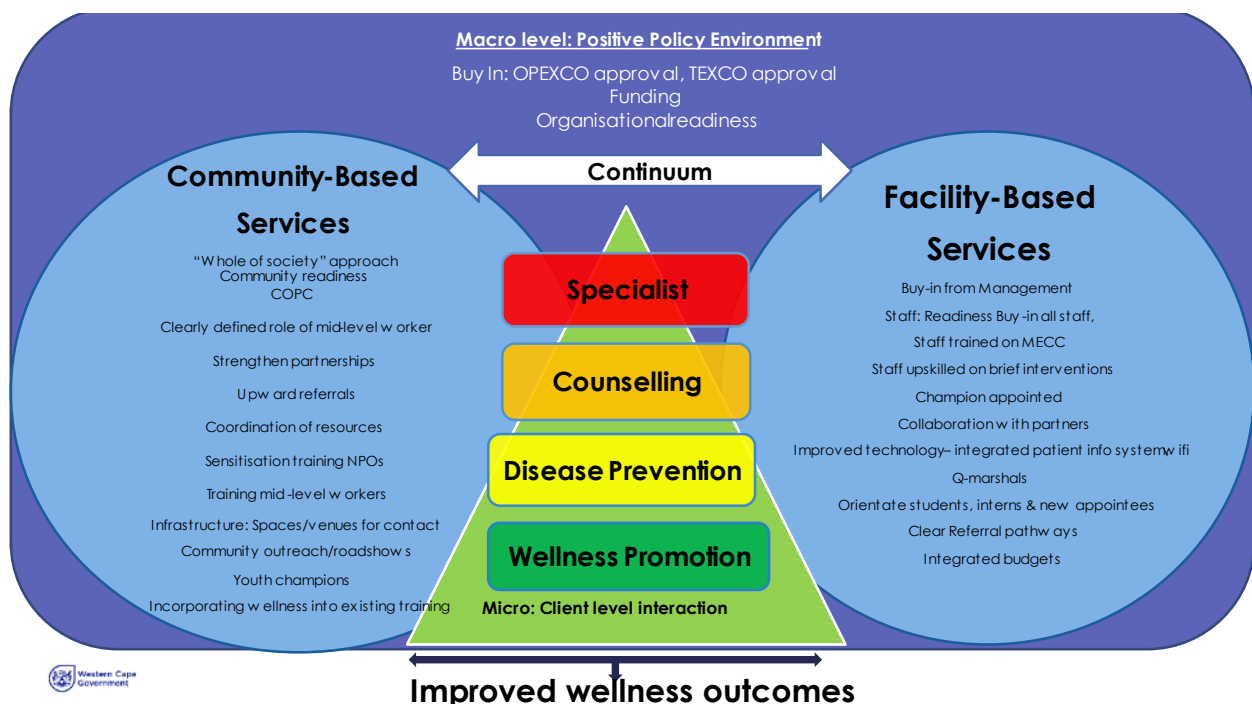 Macro level: Positive Policy Environment
Buy In: OPEXCO approval, TEXCO approval
Funding
Organisationalreadiness
Continuum
Community-Based
Services
"Whole of society" approach
Community readiness
COPC
Clearly defined role of mid-level worker
Strengthen partnerships
Upward referrals
Coordination of resources
Sensitisation training NPOs
Training mid-level workers
Infrastructure: Spaces/venues for contact
Community outreach/roadshows
Youth champions
Incorporating wellness into existing training
Specialist
Counselling
Disease Prevention
Wellness Promotion
Micro: Client level interaction
Facility-Based
Services
Buy-in from Management
Staff: Readiness Buy-in all staff,
Staff trained on MECC
Staff upskilled on brief interventions
Champion appointed
Collaboration with partners
Improved technology– integrated patient info system wifi
Q-marshals
Orientate students, interns & new appointees
Clear Referral pathways
Integrated budgets
Improved wellness outcomes
Western Cape
Government